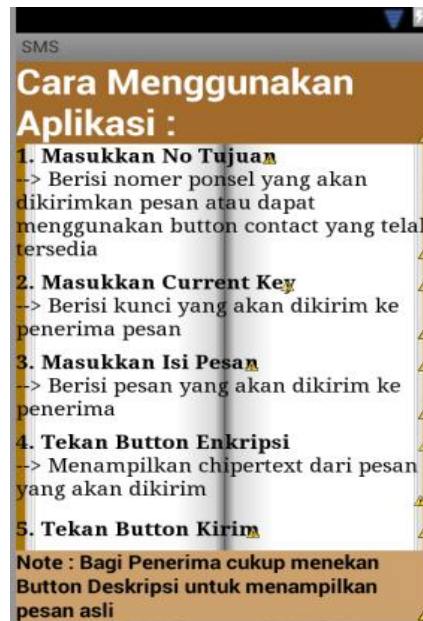 SMS
Cara Menggunakan
Aplikasi :
1. Masukkan No Tujuan
--> Berisi nomer ponsel yang akan
dikirimkan pesan atau dapat
menggunakan button contact yang telah
tersedia
2. Masukkan Current Key
--> Berisi kunci yang akan dikirim ke
penerima pesan
3. Masukkan Isi Pesan
--> Berisi pesan yang akan dikirim ke
penerima
4. Tekan Button Enkripsi
--> Menampilkan chipertext dari pesan
yang akan dikirim
5. Tekan Button Kirim
Note : Bagi Penerima cukup menekan
Button Deskripsi untuk menampilkan
pesan asli